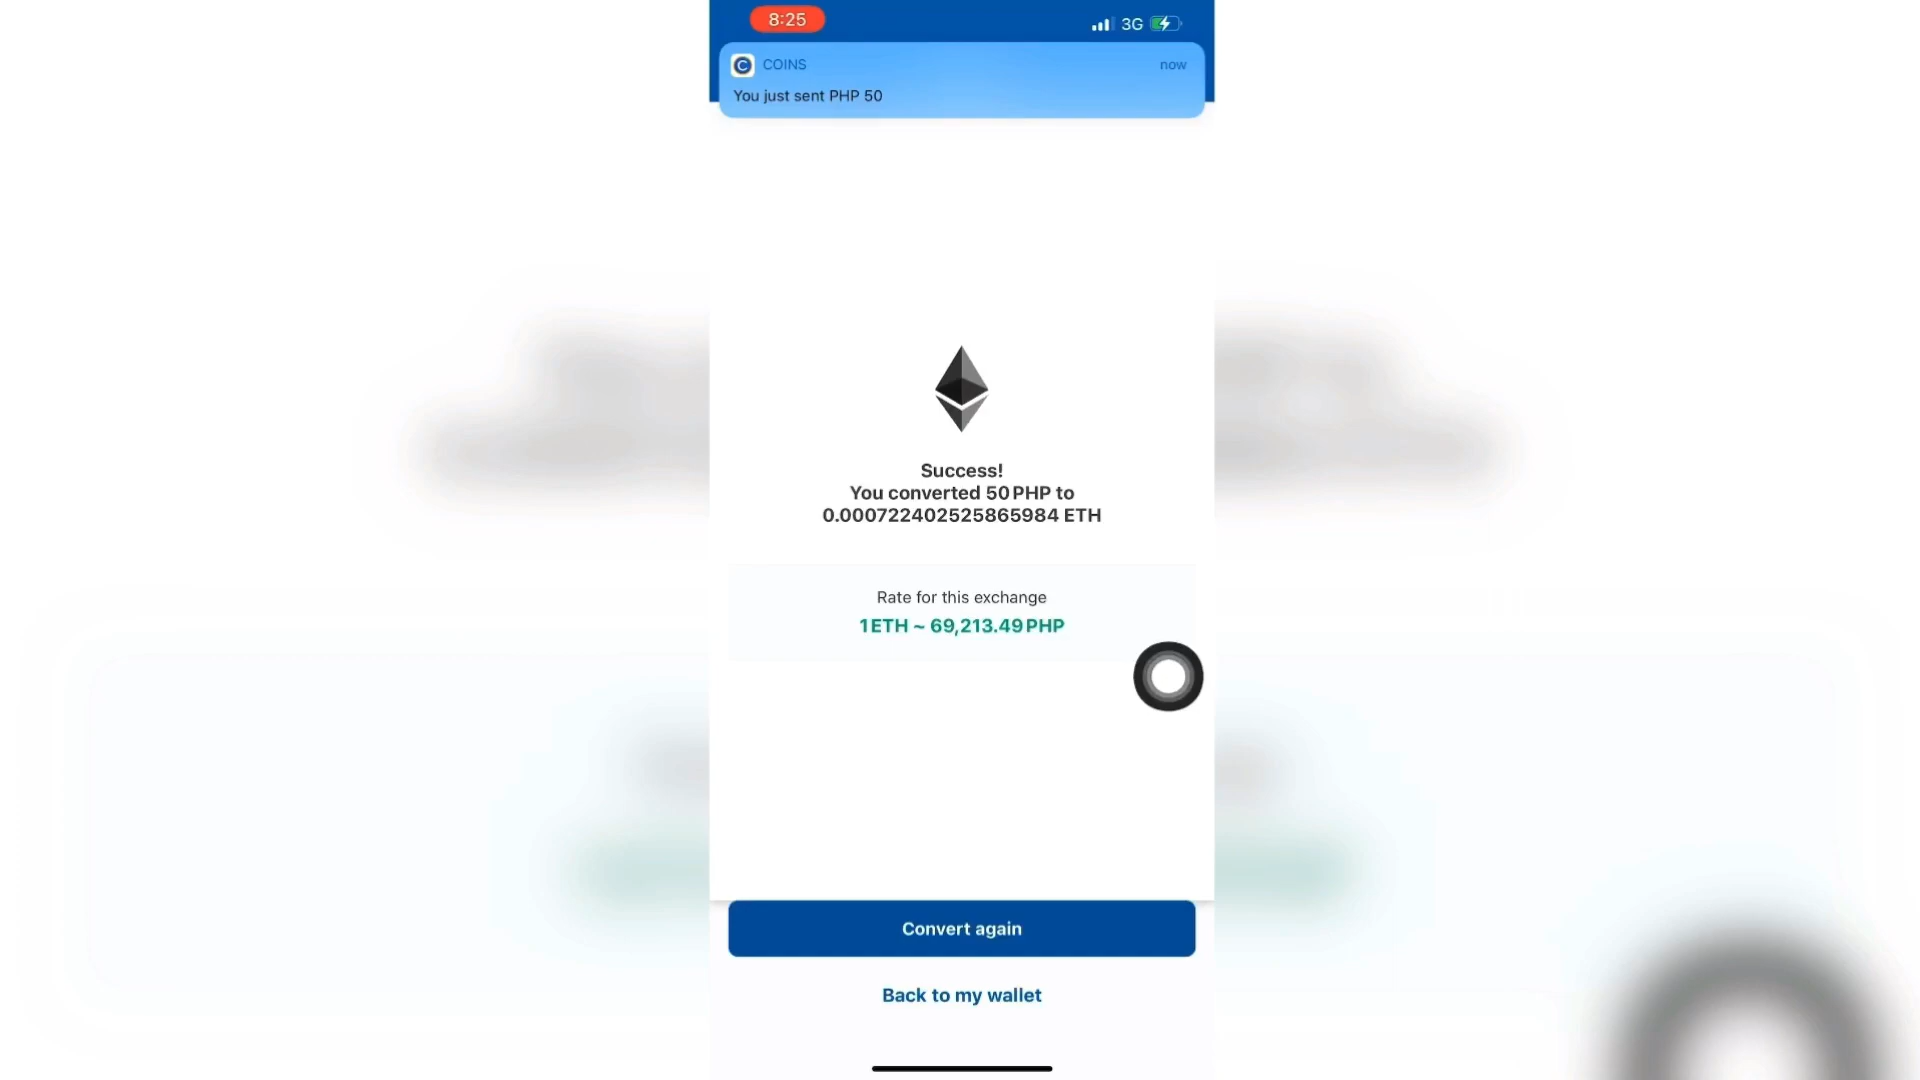 8:25
3G
COINS
now
You just sent PHP 50
Success!
You converted 50 PHP to
0.000722402525865984 ETH
Rate for this exchange
1 ETH ~ 69,213.49 PHP
Convert again
Back to my wallet